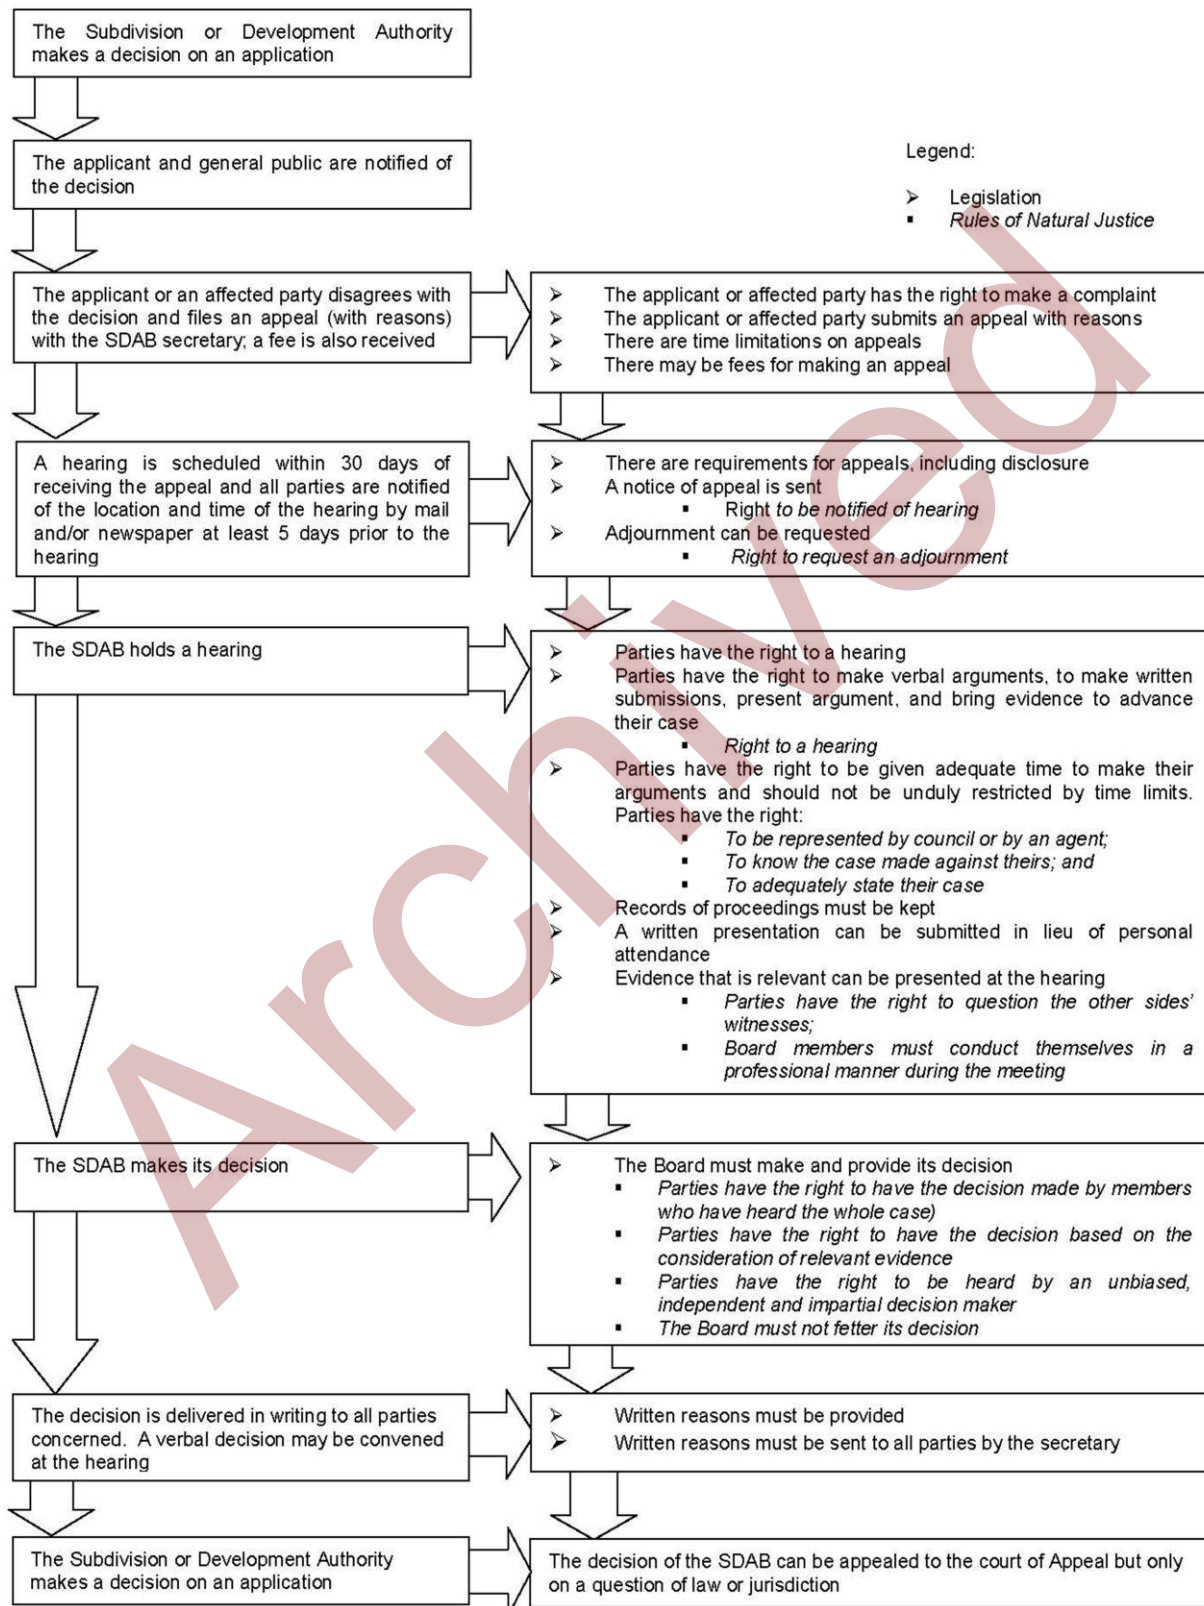 The Subdivision or Development Authority
makes a decision on an application
The applicant and general public are notified of
the decision
Legend:
➢ Legislation
▪ Rules of Natural Justice
The applicant or an affected party disagrees with
the decision and files an appeal (with reasons)
with the SDAB secretary; a fee is also received
➢ The applicant or affected party has the right to make a complaint
➢ The applicant or affected party submits an appeal with reasons
➢ There are time limitations on appeals
➢ There may be fees for making an appeal
A hearing is scheduled within 30 days of
receiving the appeal and all parties are notified
of the location and time of the hearing by mail
and/or newspaper at least 5 days prior to the
hearing
➢ There are requirements for appeals, including disclosure
➢ A notice of appeal is sent
▪ Right to be notified of hearing
➢ Adjournment can be requested
▪ Right to request an adjournment
The SDAB holds a hearing
➢ Parties have the right to a hearing
➢ Parties have the right to make verbal arguments, to make written
submissions, present argument, and bring evidence to advance
their case
▪ Right to a hearing
➢ Parties have the right to be given adequate time to make their
arguments and should not be unduly restricted by time limits.
Parties have the right:
▪ To be represented by council or by an agent;
▪ To know the case made against theirs; and
▪ To adequately state their case
➢ Records of proceedings must be kept
➢ A written presentation can be submitted in lieu of personal
attendance
➢ Evidence that is relevant can be presented at the hearing
▪ Parties have the right to question the other sides’
witnesses;
▪ Board members must conduct themselves in a
professional manner during the meeting
The SDAB makes its decision
➢ The Board must make and provide its decision
▪ Parties have the right to have the decision made by members
who have heard the whole case)
▪ Parties have the right to have the decision based on the
consideration of relevant evidence
▪ Parties have the right to be heard by an unbiased,
independent and impartial decision maker
▪ The Board must not fetter its decision
The decision is delivered in writing to all parties
concerned. A verbal decision may be convened
at the hearing
➢ Written reasons must be provided
➢ Written reasons must be sent to all parties by the secretary
The Subdivision or Development Authority
makes a decision on an application
The decision of the SDAB can be appealed to the court of Appeal but only
on a question of law or jurisdiction
Archived